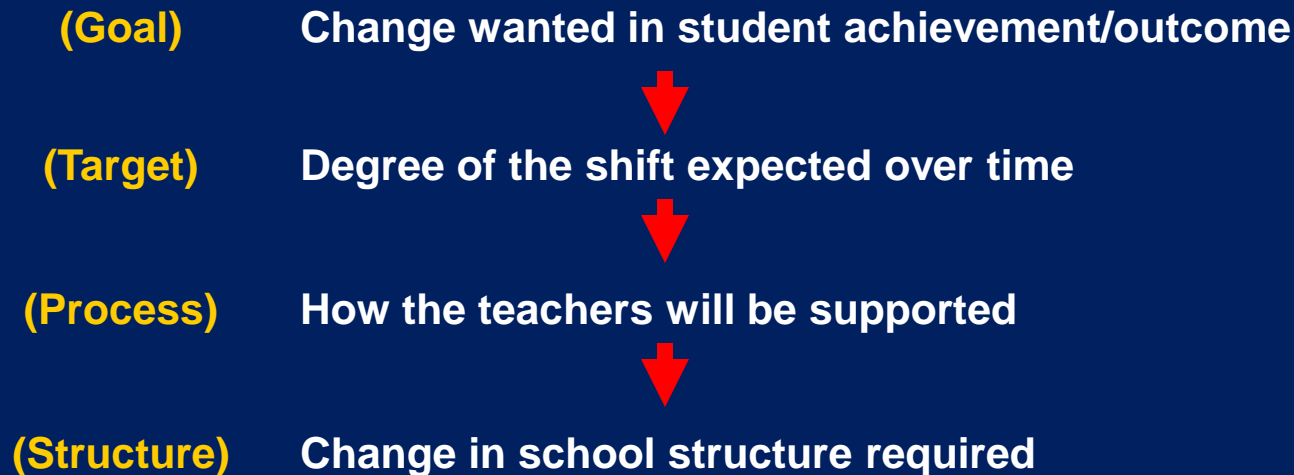 (Goal) Change wanted in student achievement/outcome
(Target) Degree of the shift expected over time
(Process) How the teachers will be supported
(Structure) Change in school structure required